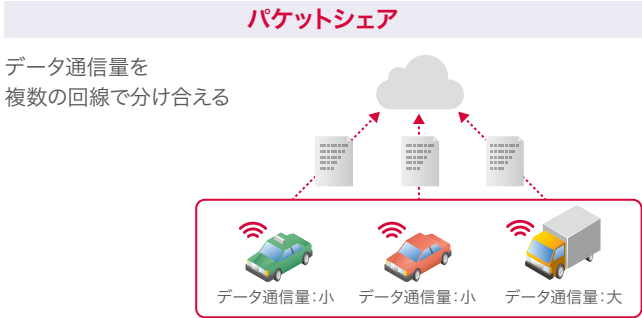 パケットシェア
データ通信量を
複数の回線で分け合える
データ通信量:小
データ通信量:小
データ通信量:大